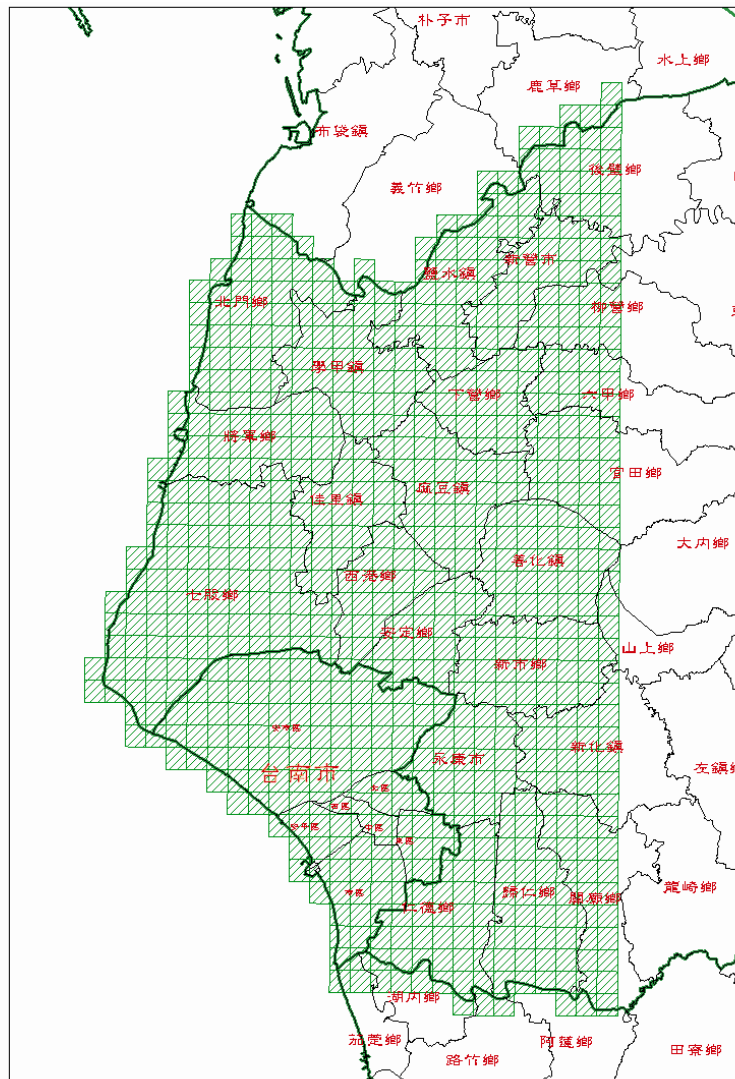 朴子市
水上鄉
鹿草鄉
布袋鎮
後壁鄉
義竹鄉
新營市
鹽水鎮
北門鄉
柳營鄉
學甲鎮
下營鄉
六甲鄉
將軍鄉
官田鄉
麻豆鎮
佳里鎮
大內鄉
善化鎮
西港鄉
七股鄉
安定鄉
山上鄉
新市鄉
安南區
新化鎮
永康市
左鎮鄉
台南市
北區
西區
安平區
中區
東區
龍崎鄉
南區
歸仁鄉
關廟鄉
仁德鄉
湖內鄉
茄萣鄉
阿蓮鄉
田寮鄉
路竹鄉